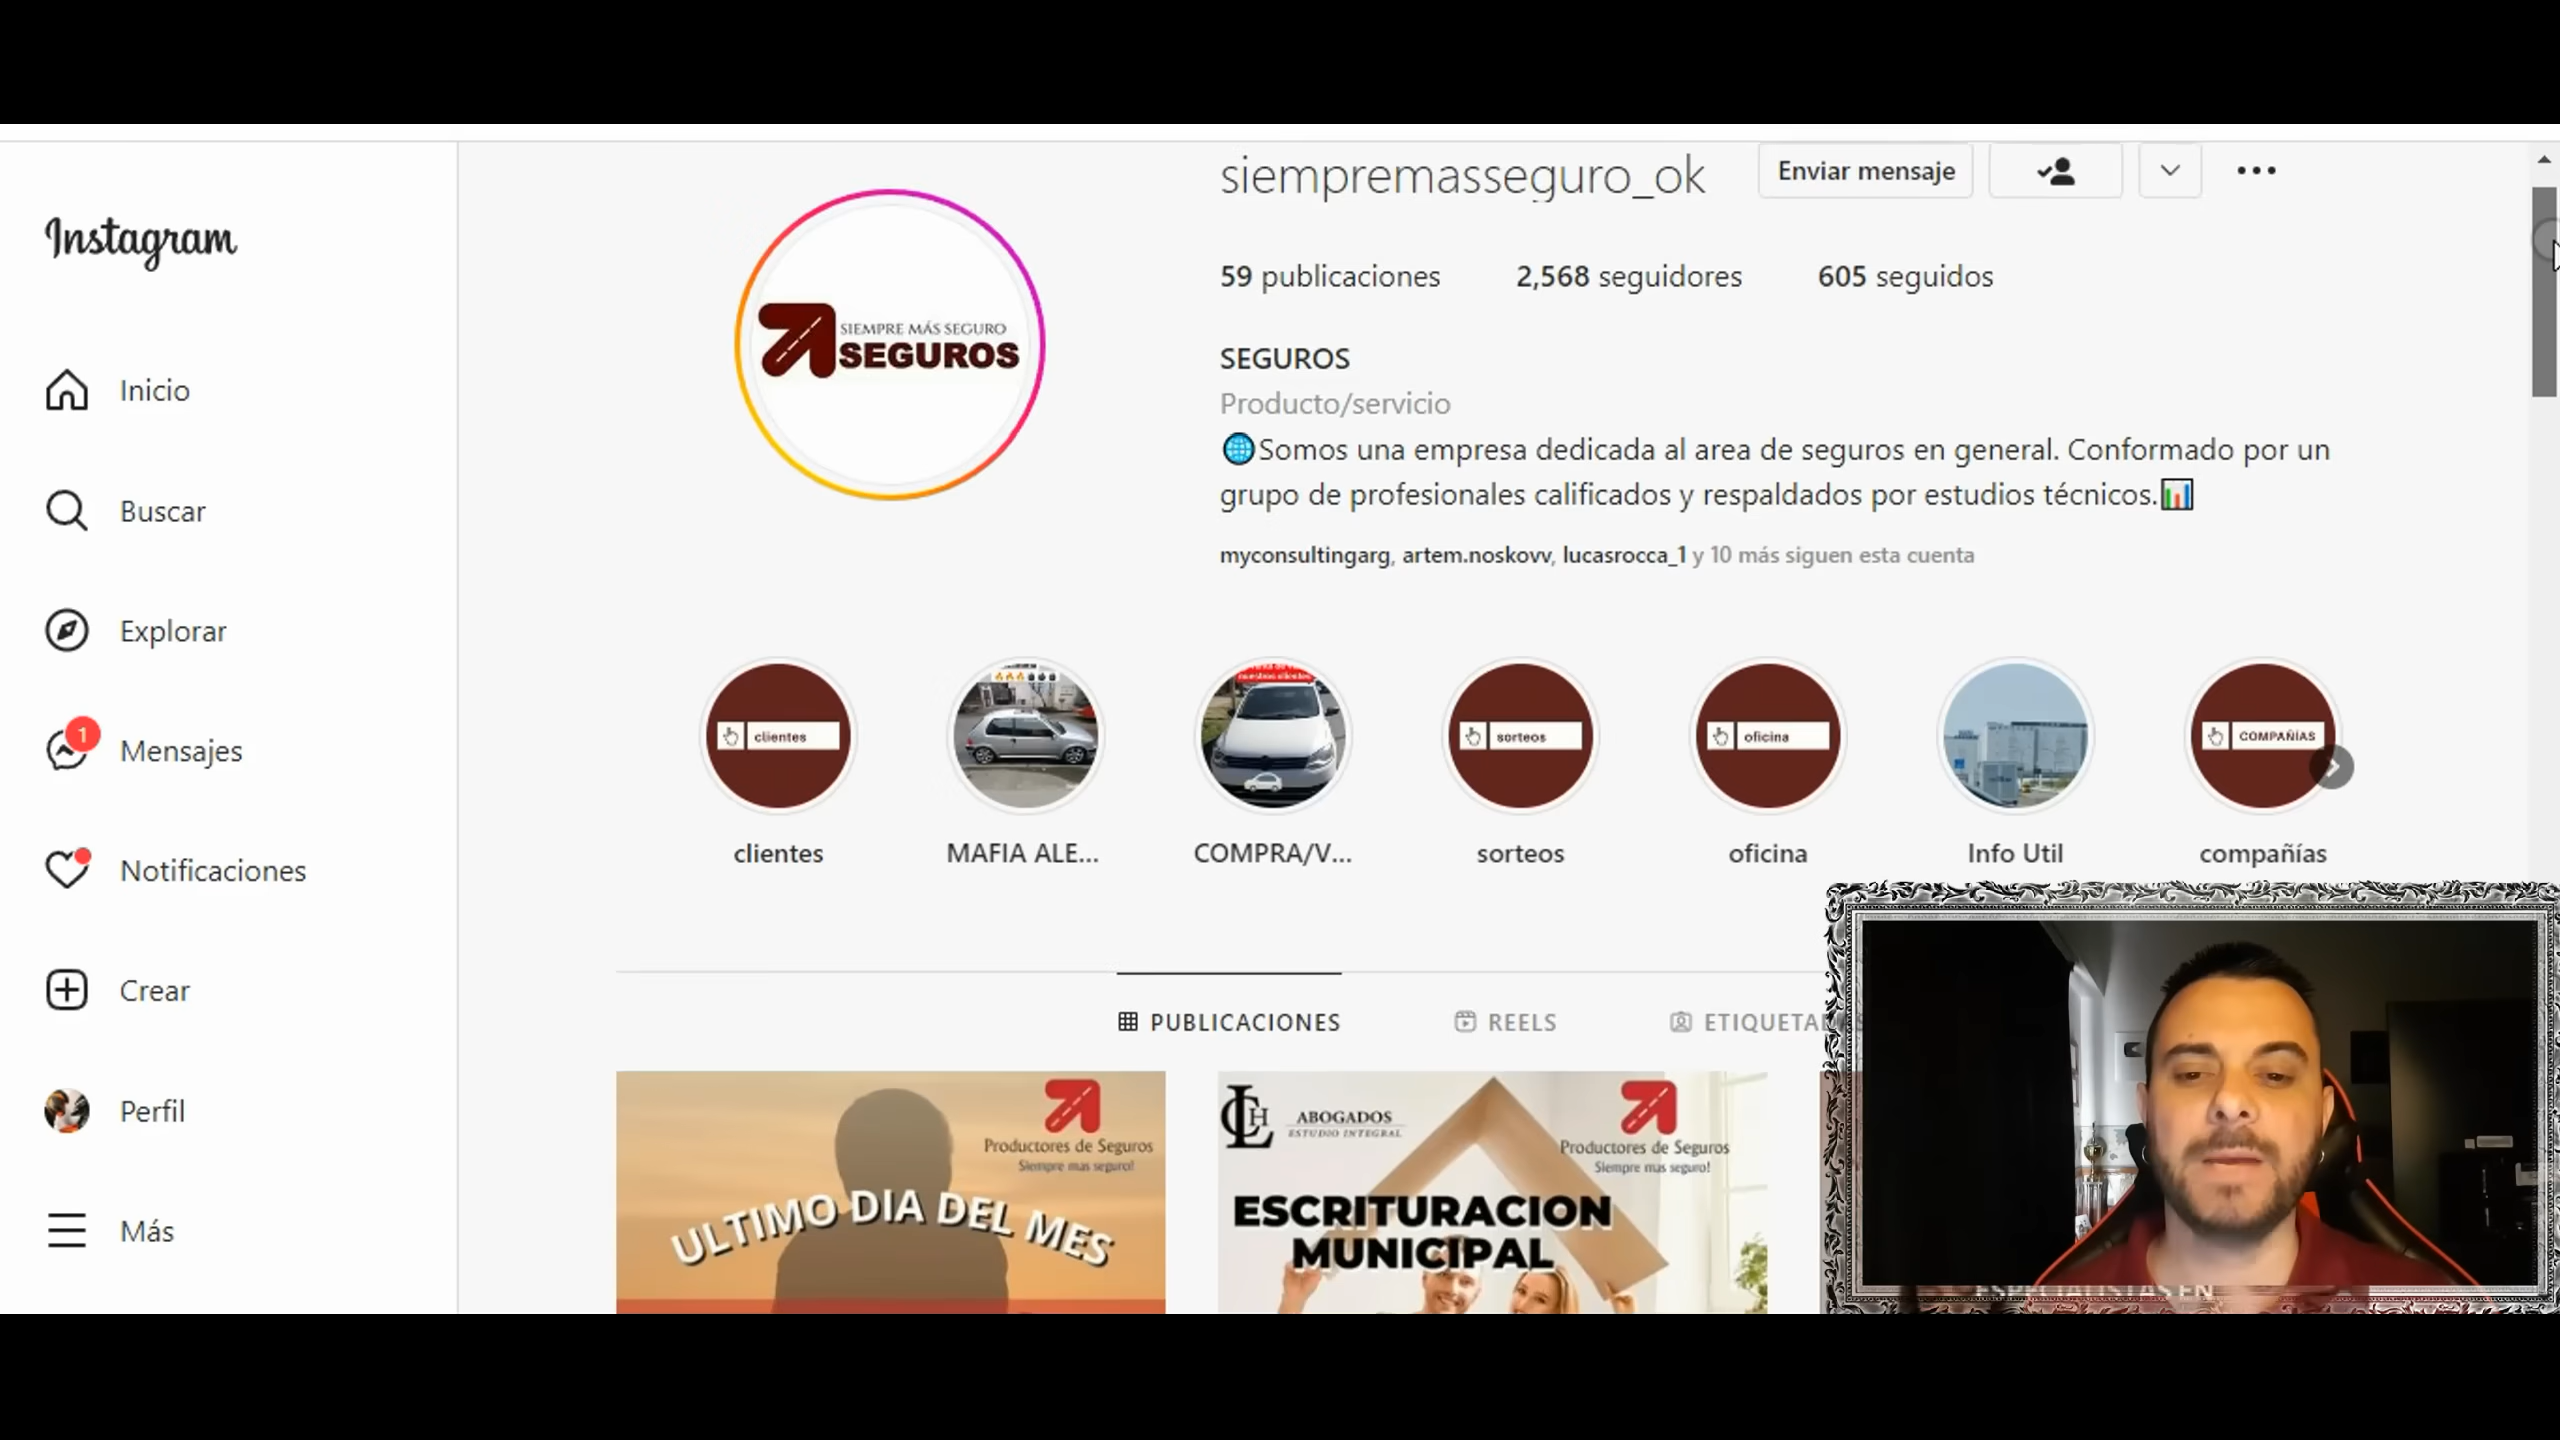 siempremasseguro_ok
Enviar mensaje
59 publicaciones
2,568 seguidores
605 seguidos
SEGUROS
Producto/servicio
🌐Somos una empresa dedicada al area de seguros en general. Conformado por un
grupo de profesionales calificados y respaldados por estudios técnicos.📊
myconsultingarg, artem.noskovv, lucasrocca_1 y 10 más siguen esta cuenta
Instagram
Inicio
Buscar
Explorar
1
Mensajes
Notificaciones
Crear
Perfil
Más
SIEMPRE MÁS SEGURO
SEGUROS
clientes
sorteos
oficina
COMPAÑIAS
clientes
MAFIA ALE...
COMPRA/V...
sorteos
oficina
Info Util
compañías
PUBLICACIONES
REELS
ETIQUETA
Productores de Seguros
Siempre mas seguro!
ULTIMO DIA DEL MES
LCH
ABOGADOS
ESTUDIO INTEGRAL
Productores de Seguros
Siempre mas seguro!
ESCRITURACION
MUNICIPAL
ESPECIALISTAS EN